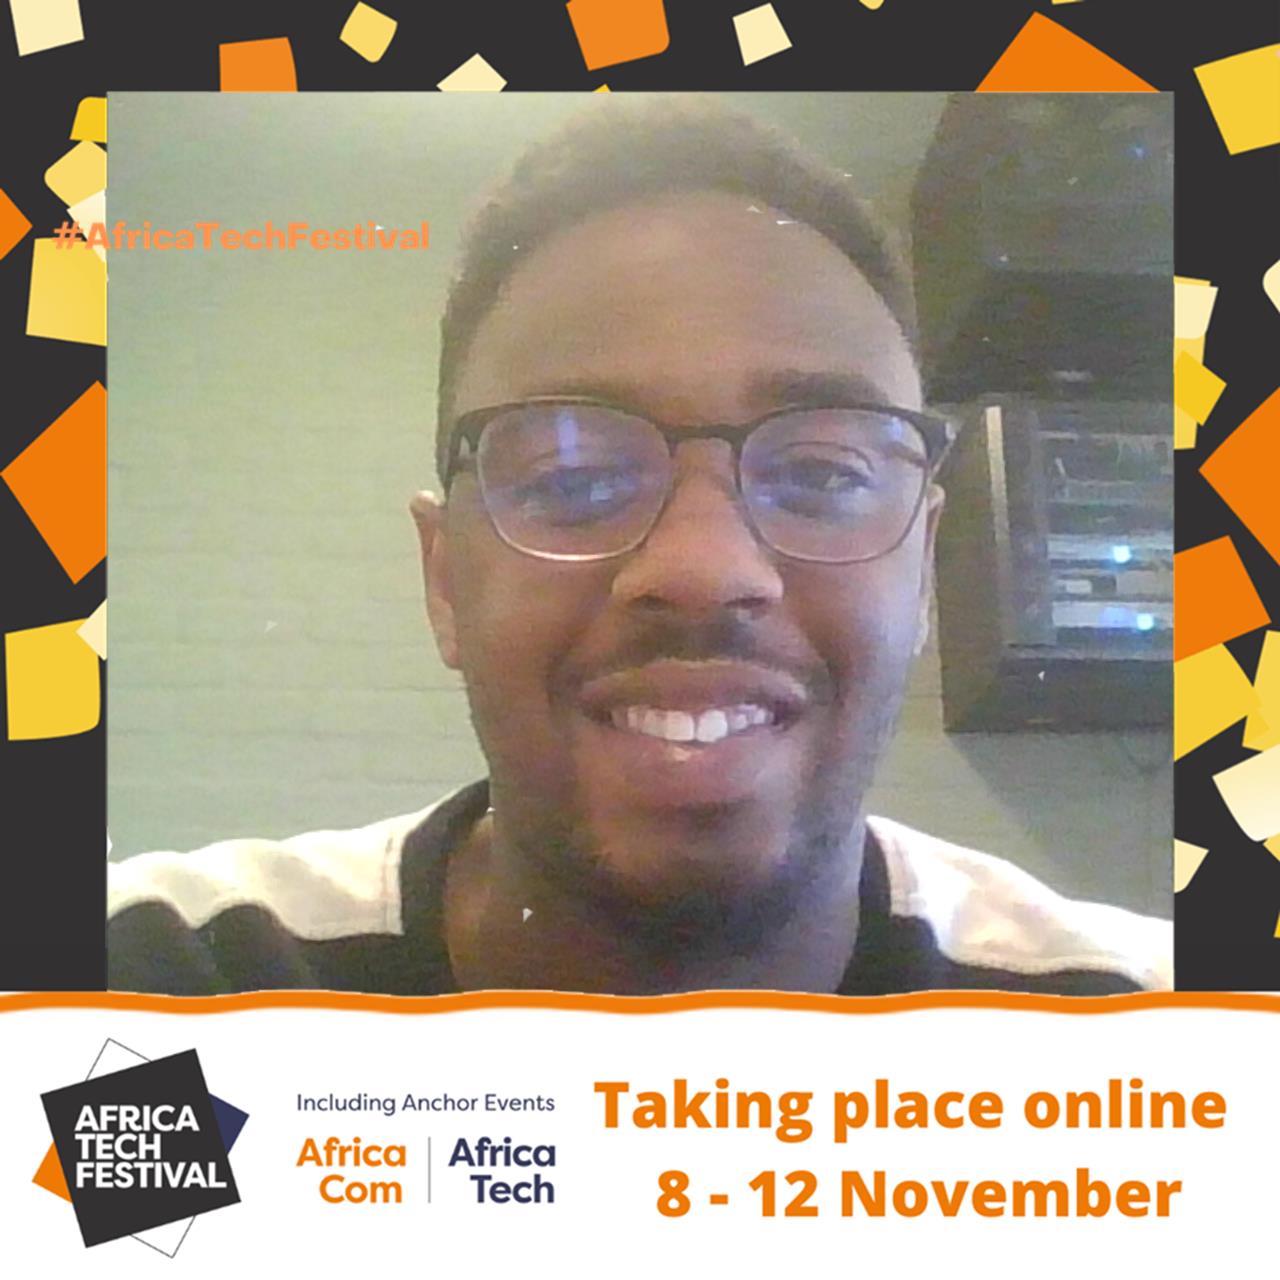 #AfricaTechFestival
AFRICA
TECH
FESTIVAL
Including Anchor Events
Africa
Com
Africa
Tech
Taking place online
8 - 12 November